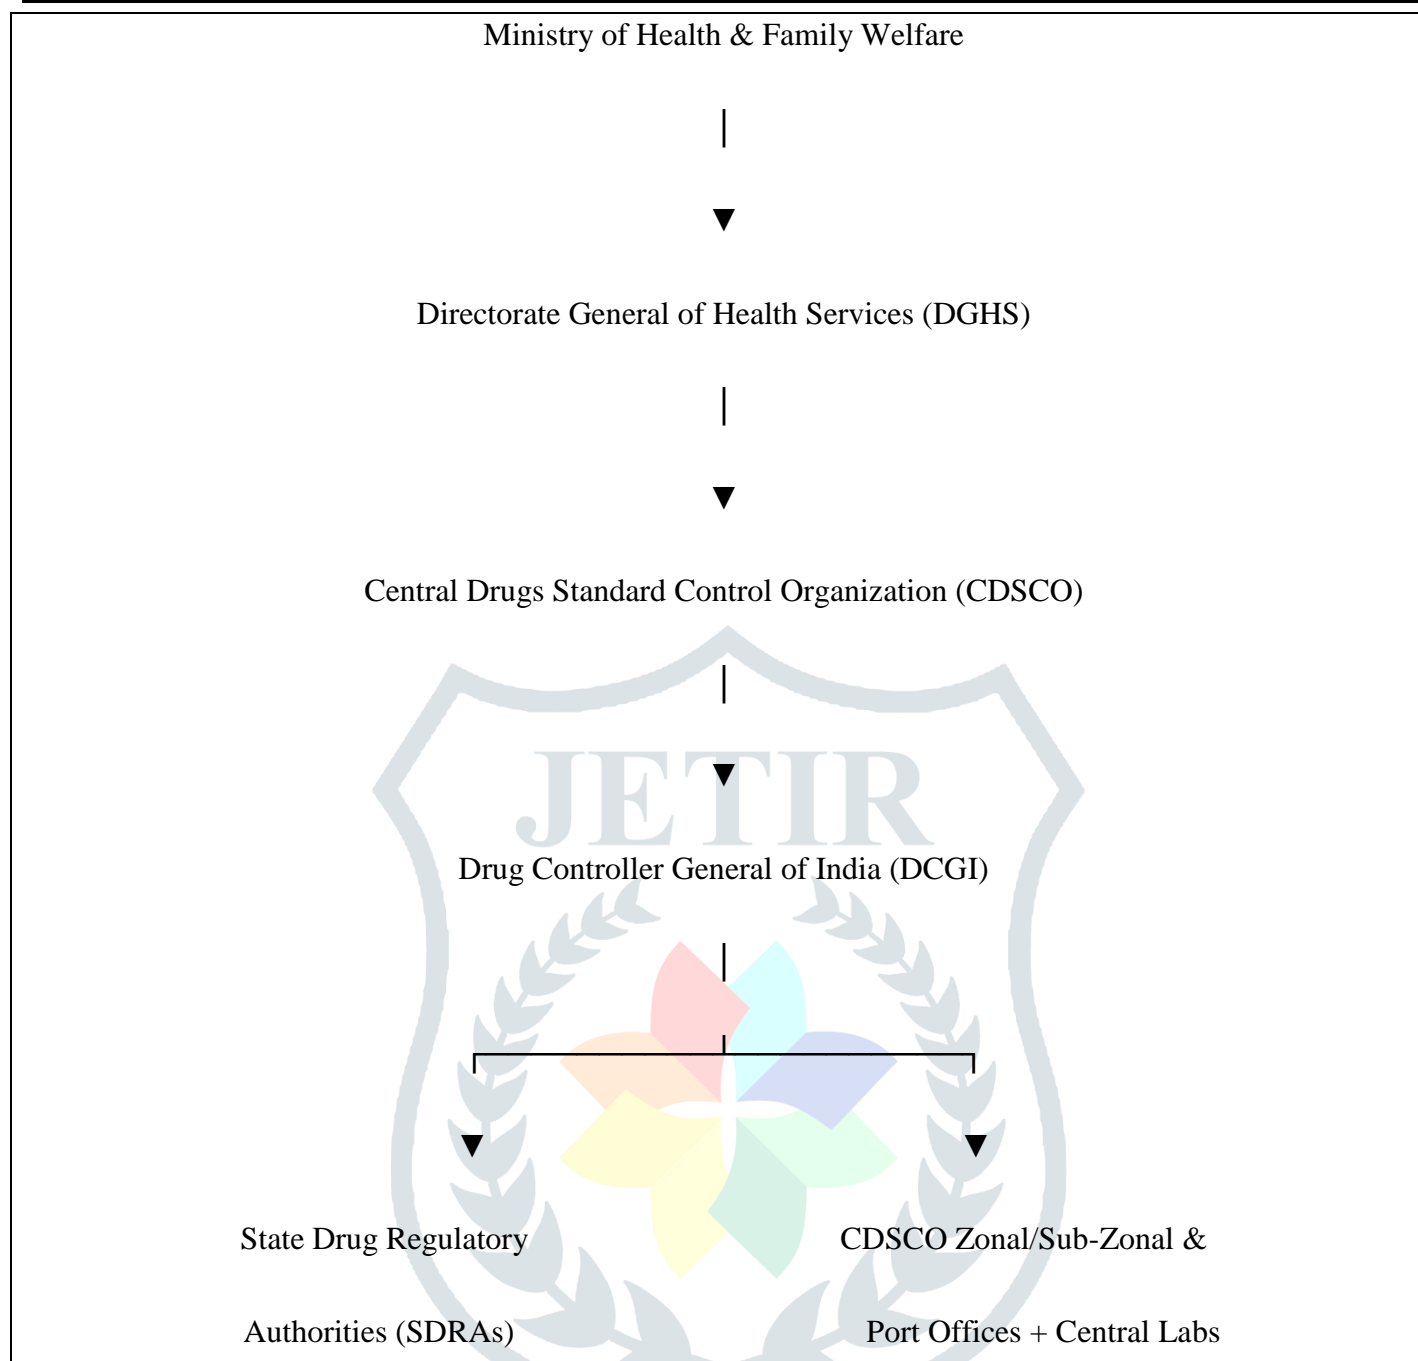 Ministry of Health & Family Welfare
Directorate General of Health Services (DGHS)
Central Drugs Standard Control Organization (CDSCO)
JETIR
Drug Controller General of India (DCGI)
State Drug Regulatory
Authorities (SDRAs)
CDSCO Zonal/Sub-Zonal &
Port Offices + Central Labs